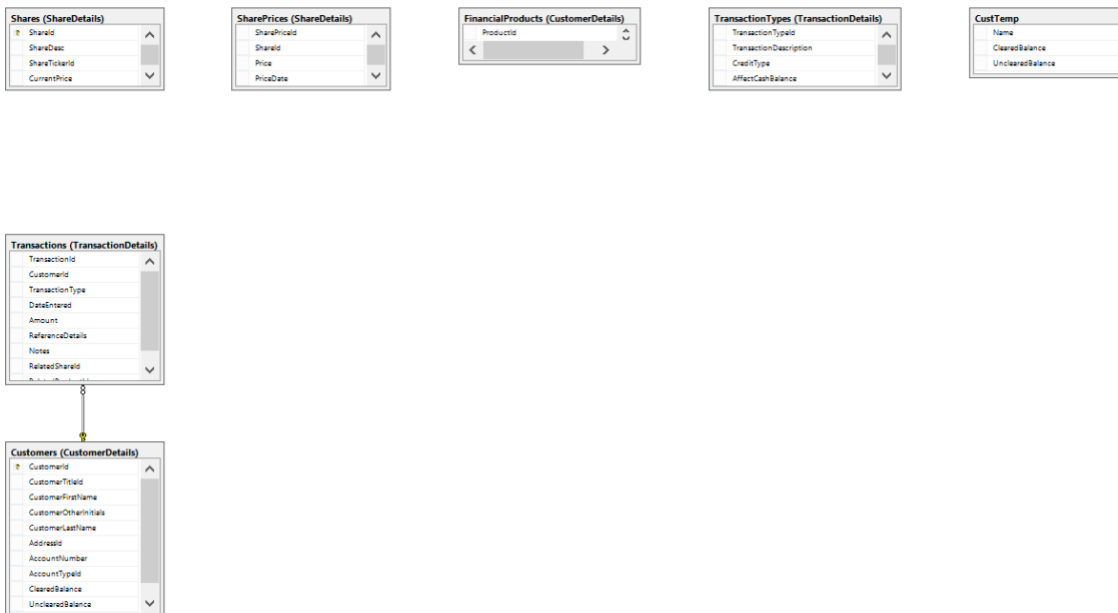 Shares (ShareDetails)
ShareId
ShareDesc
ShareTickerId
CurrentPrice
SharePrices (ShareDetails)
SharePriceId
ShareId
Price
PriceDate
FinancialProducts (CustomerDetails)
ProductId
TransactionTypes (TransactionDetails)
TransactionTypeId
TransactionDescription
CreditType
AffectCashBalance
CustTemp
Name
ClearedBalance
UnclearedBalance
Transactions (TransactionDetails)
TransactionId
CustomerId
TransactionType
DateEntered
Amount
ReferenceDetails
Notes
RelatedShareId
Customers (CustomerDetails)
CustomerId
CustomerTitleId
CustomerFirstName
CustomerOtherInitials
CustomerLastName
AddressId
AccountNumber
AccountTypeId
ClearedBalance
UnclearedBalance